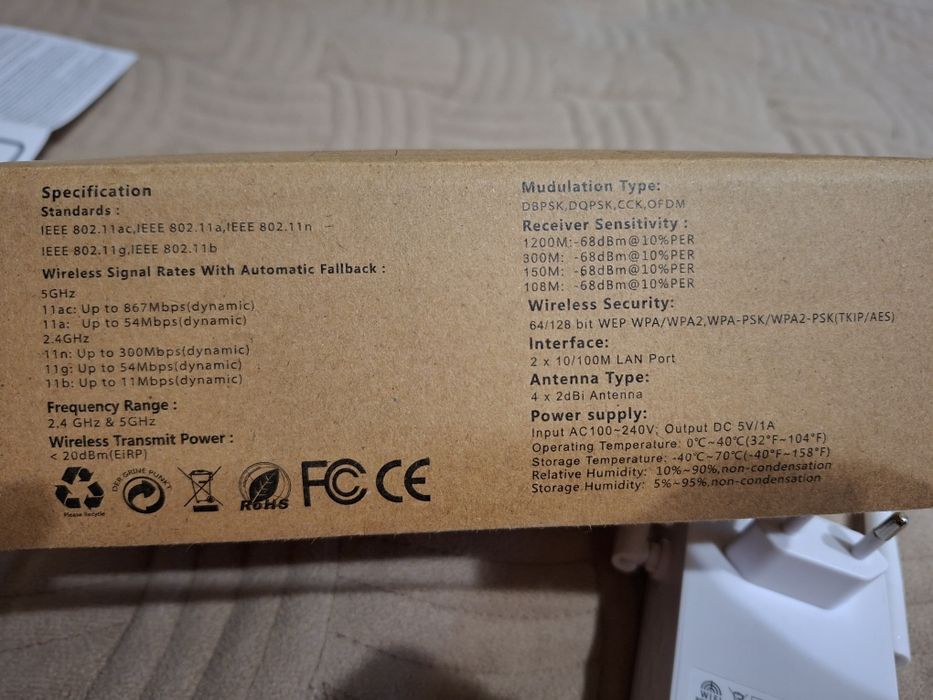 Specification
Standards :
IEEE 802.11ac,IEEE 802.11a,IEEE 802.11n
IEEE 802.11g,IEEE 802.11b
Wireless Signal Rates With Automatic Fallback :
5GHz
11ac: Up to 867Mbps(dynamic)
11a: Up to 54Mbps(dynamic)
2.4GHz
11n: Up to 300Mbps(dynamic)
11g: Up to 54Mbps(dynamic)
11b: Up to 11Mbps(dynamic)
Frequency Range :
2.4 GHz & 5GHz
Wireless Transmit Power :
< 20dBm(EiRP)
Please Recycle
DER GRINE PUNKT
RoHS
FC CE
Mudulation Type:
DBPSK,DQPSK,CCK,OFDM
Receiver Sensitivity :
1200M:-68dBm@10%PER
300M: -68dBm@10%PER
150M: -68dBm@10%PER
108M: -68dBm@10%PER
Wireless Security:
64/128 bit WEP WPA/WPA2,WPA-PSK/WPA2-PSK(TKIP/AES)
Interface:
2 x 10/100M LAN Port
Antenna Type:
4 x 2dBi Antenna
Power supply:
Input AC100~240V; Output DC 5V/1A
Operating Temperature: 0℃~40℃(32°F~104°F)
Storage Temperature: -40℃~70℃(-40°F~158°F)
Relative Humidity: 10%~90%,non-condensation
Storage Humidity: 5%~95%,non-condensation
WIFI